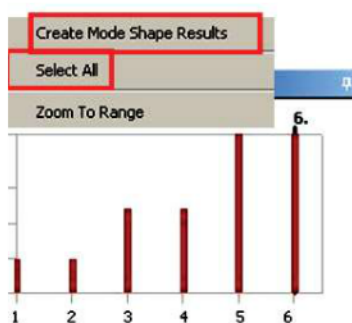 Create Mode Shape Results
Select All
Zoom To Range
6.
1 2 3 4 5 6